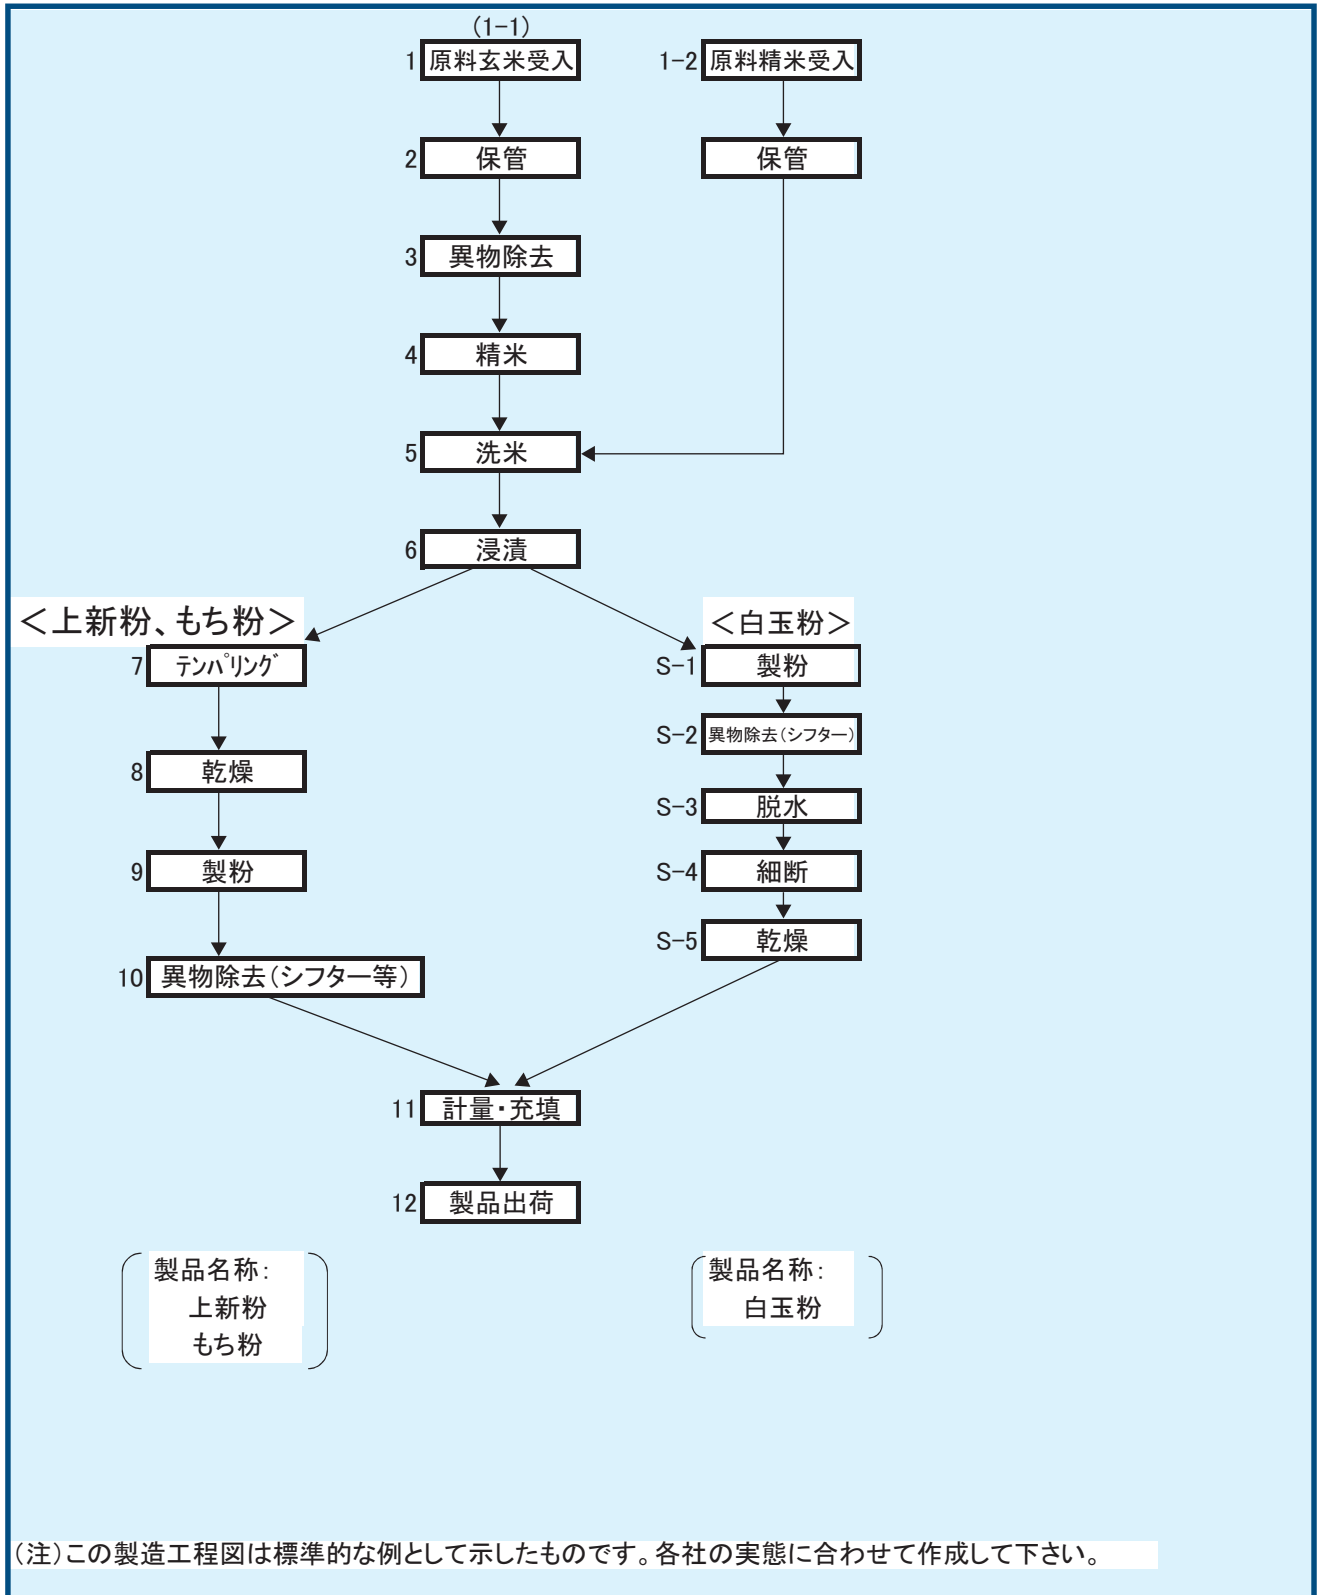 (1-1)
1 原料玄米受入
1-2 原料精米受入
2 保管
保管
3 異物除去
4 精米
5 洗米
6 浸漬
＜上新粉、もち粉＞
＜白玉粉＞
7 ﾃﾝﾊﾟﾘﾝｸﾞ
S-1 製粉
S-2 異物除去(シフター)
8 乾燥
S-3 脱水
9 製粉
S-4 細断
S-5 乾燥
10 異物除去(シフター等)
11 計量・充填
12 製品出荷
製品名称：
上新粉
もち粉
製品名称：
白玉粉
(注)この製造工程図は標準的な例として示したものです。各社の実態に合わせて作成して下さい。